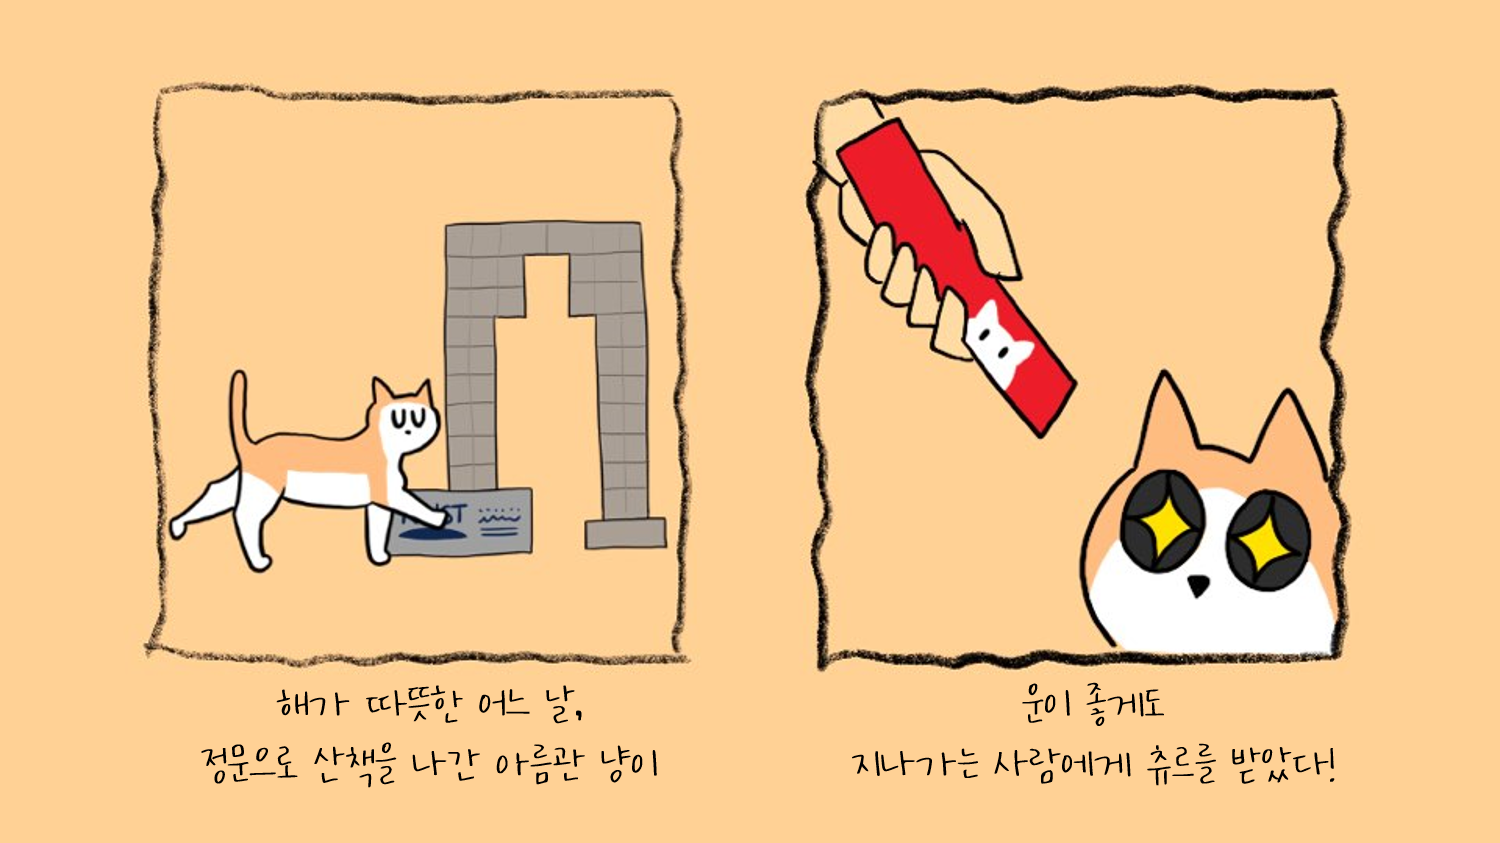 해가 따뜻한 어느 날,
정문으로 산책을 나간 아름관 냥이
운이 좋게도
지나가는 사람에게 츄르를 받았다!